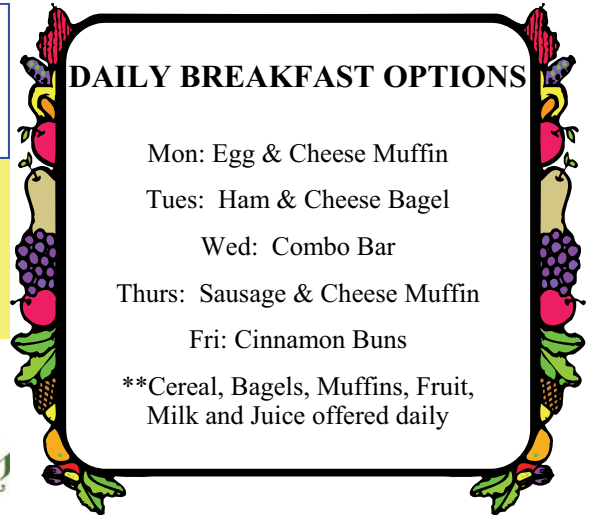 DAILY BREAKFAST OPTIONS
Mon: Egg & Cheese Muffin
Tues: Ham & Cheese Bagel
Wed: Combo Bar
Thurs: Sausage & Cheese Muffin
Fri: Cinnamon Buns
**Cereal, Bagels, Muffins, Fruit,
Milk and Juice offered daily